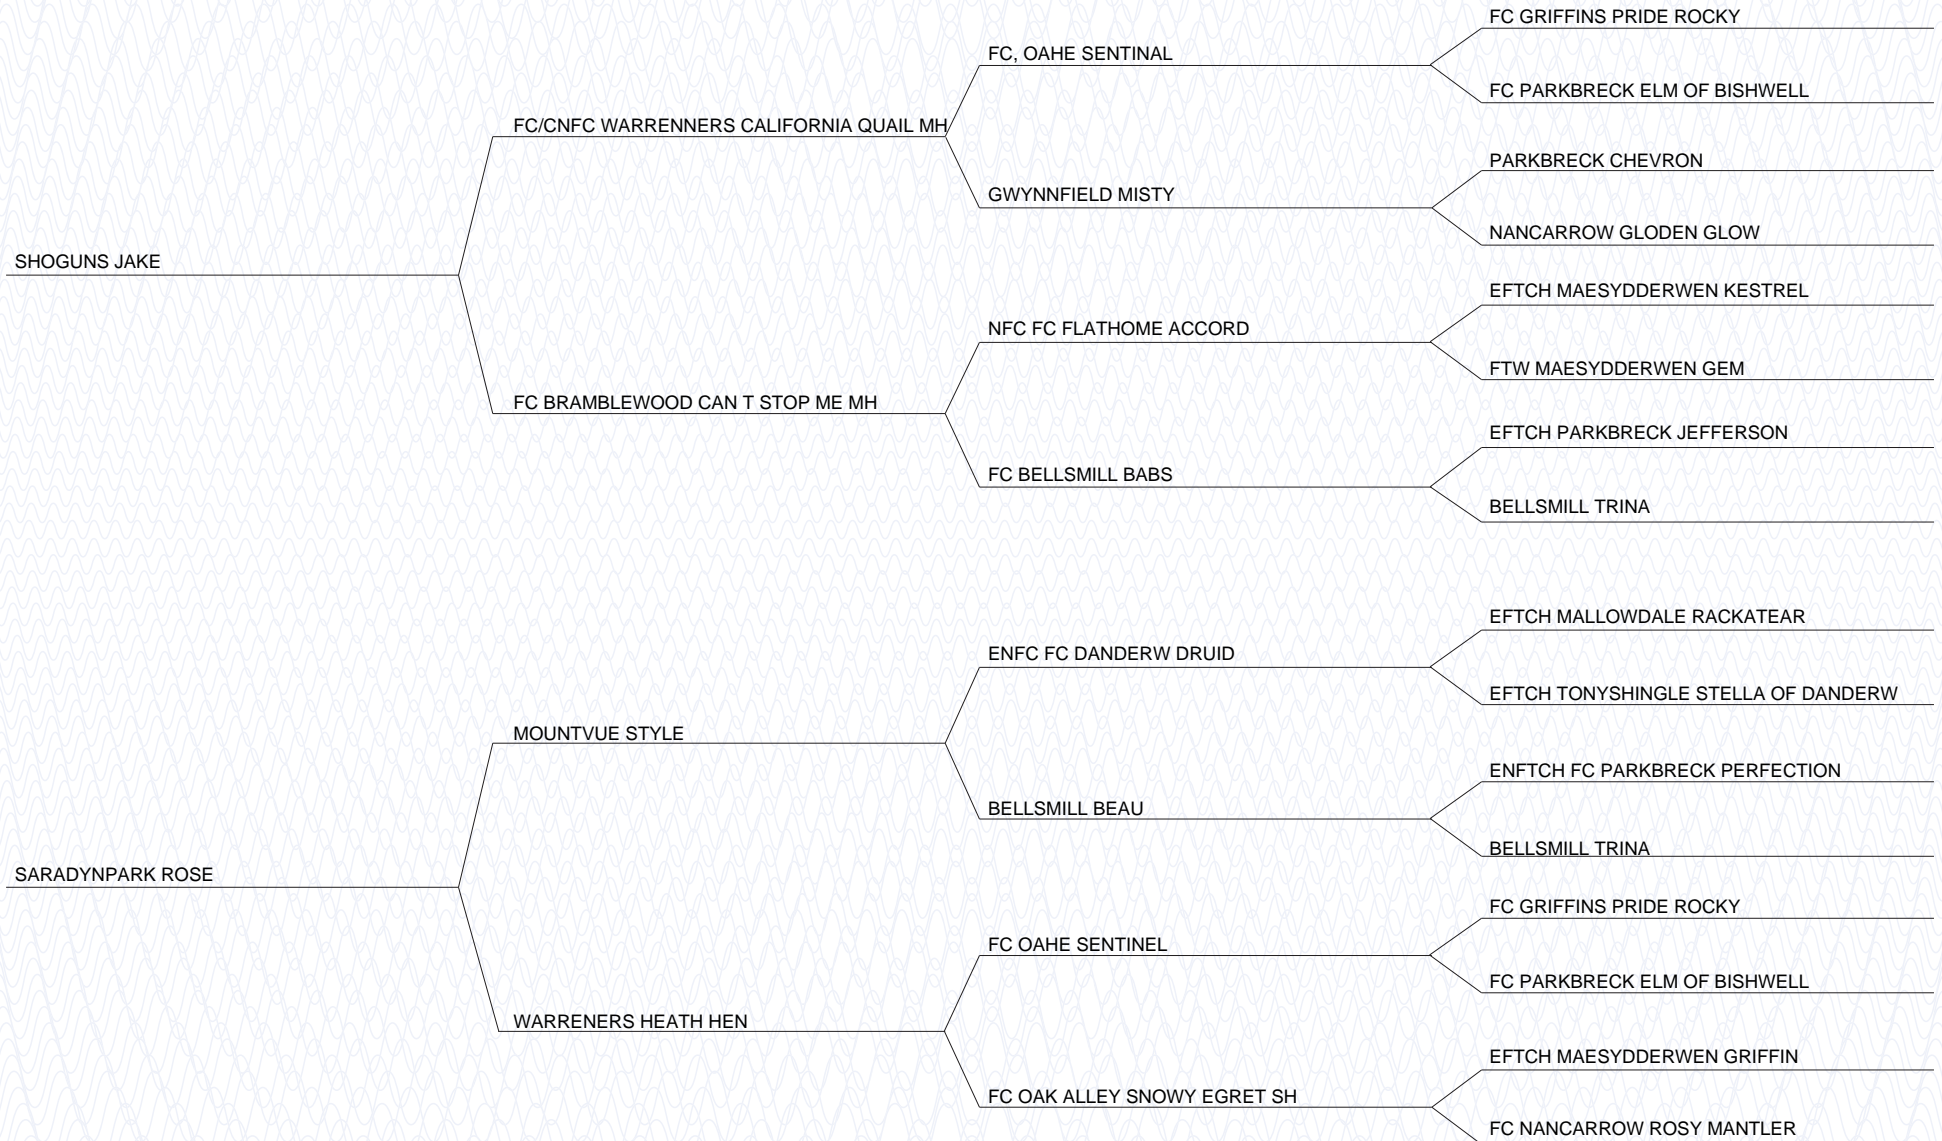 FC GRIFFINS PRIDE ROCKY
FC, OAHE SENTINAL
FC PARKBRECK ELM OF BISHWELL
FC/CNFC WARRENNERS CALIFORNIA QUAIL MH
PARKBRECK CHEVRON
GWYNNFIELD MISTY
NANCARROW GLODEN GLOW
SHOGUNS JAKE
EFTCH MAESYDDERWEN KESTREL
NFC FC FLATHOME ACCORD
FTW MAESYDDERWEN GEM
FC BRAMBLEWOOD CAN T STOP ME MH
EFTCH PARKBRECK JEFFERSON
FC BELLSMILL BABS
BELLSMILL TRINA
EFTCH MALLOWDALE RACKATEAR
ENFC FC DANDERW DRUID
EFTCH TONYSHINGLE STELLA OF DANDERW
MOUNTVUE STYLE
ENFTCH FC PARKBRECK PERFECTION
BELLSMILL BEAU
BELLSMILL TRINA
SARADYNPARK ROSE
FC GRIFFINS PRIDE ROCKY
FC OAHE SENTINEL
FC PARKBRECK ELM OF BISHWELL
WARRENERS HEATH HEN
EFTCH MAESYDDERWEN GRIFFIN
FC OAK ALLEY SNOWY EGRET SH
FC NANCARROW ROSY MANTLER